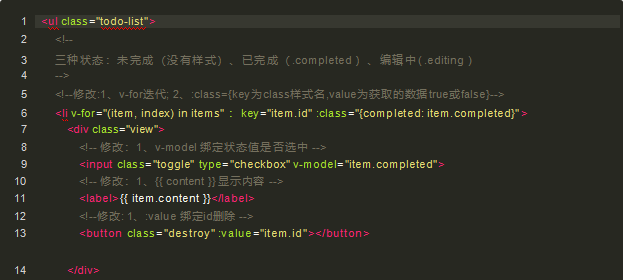 1 <ul class="todo-list">
2 <!--
3 三种状态：未完成（没有样式）、已完成（.completed ）、编辑中( .editing )
4 -->
5 <!--修改:1、v-for迭代; 2、:class={key为class样式名,value为获取的数据true或false}-->
6 <li v-for="(item, index) in items" ： key="item.id" :class="{completed: item.completed}" >
7 <div class="view">
8 <!-- 修改：1、v-model 绑定状态值是否选中 -->
9 <input class="toggle" type="checkbox" v-model="item.completed">
10 <!-- 修改：1、{{ content }} 显示内容 -->
11 <label>{{ item.content }}</label>
12 <!--修改: 1、:value 绑定id删除 -->
13 <button class="destroy" :value="item.id"></button>
14 </div>